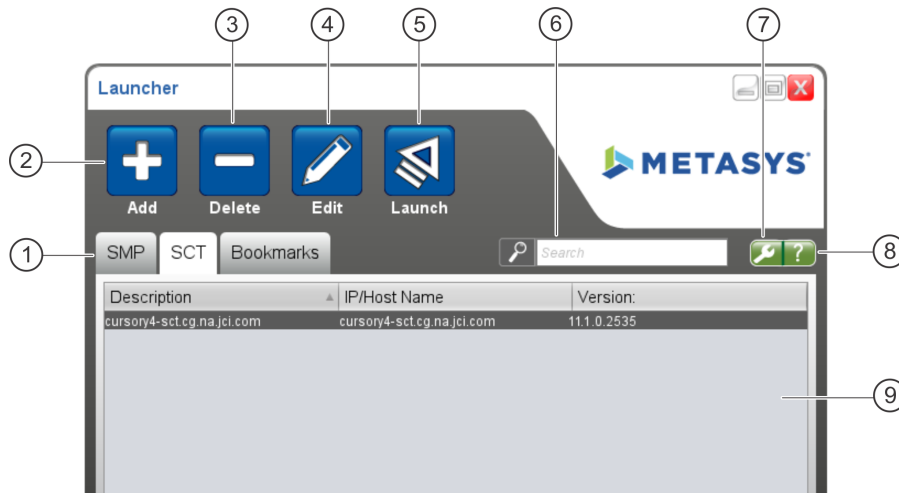 3 4 5 6 7
Launcher
2
METASYS
Add Delete Edit Launch
1 SMP SCT Bookmarks Search ? 8
Description IP/Host Name Version:
cursory4-sct.cg.na.jci.com cursory4-sct.cg.na.jci.com 11.1.0.2535
9